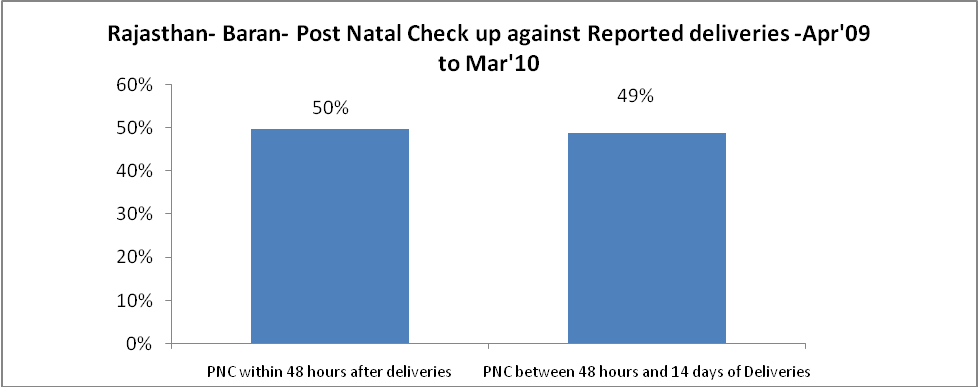 Rajasthan- Baran- Post Natal Check up against Reported deliveries -Apr'09
to Mar'10
60%
50%
40%
30%
20%
10%
0%
50%
49%
PNC within 48 hours after deliveries
PNC between 48 hours and 14 days of Deliveries